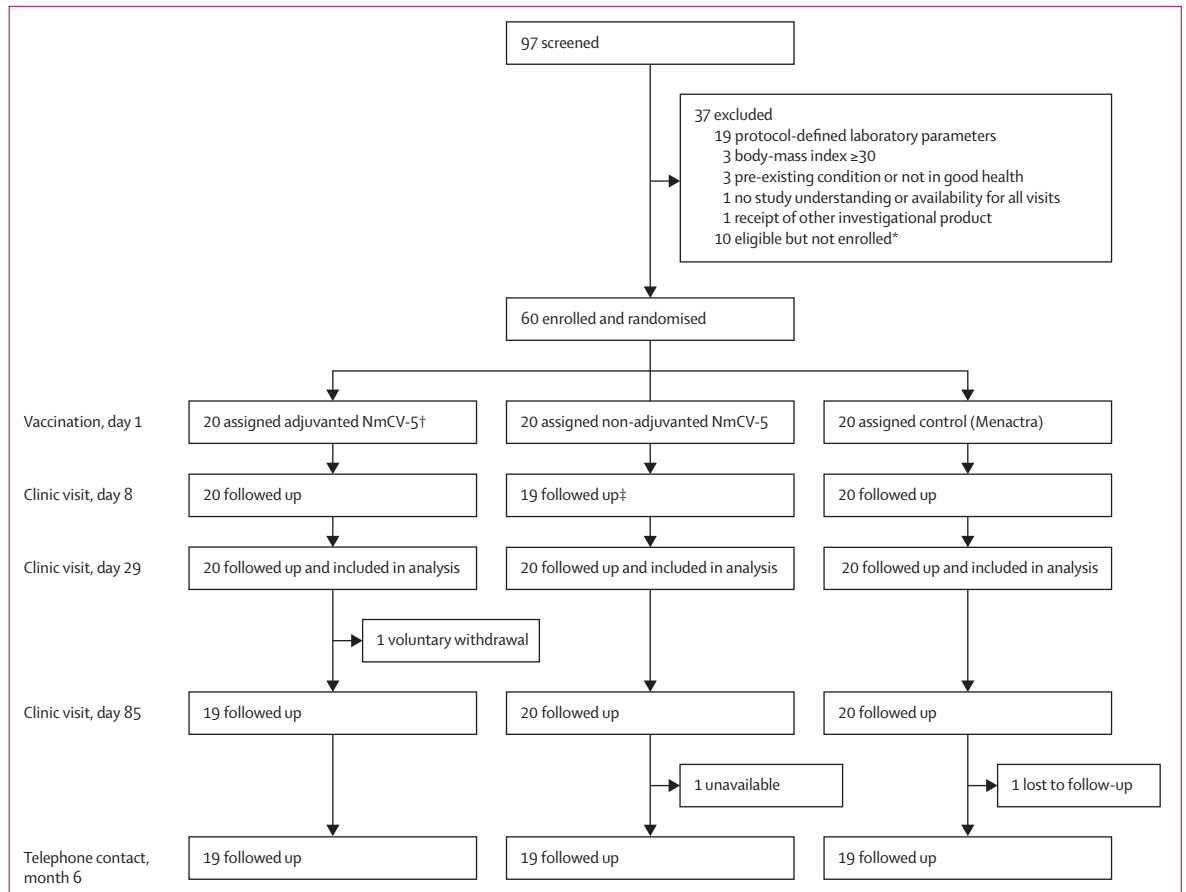 97 screened
37 excluded
19 protocol-defined laboratory parameters
3 body-mass index ≥30
3 pre-existing condition or not in good health
1 no study understanding or availability for all visits
1 receipt of other investigational product
10 eligible but not enrolled*
60 enrolled and randomised
Vaccination, day 1
20 assigned adjuvanted NmCV-5†
20 assigned non-adjuvanted NmCV-5
20 assigned control (Menactra)
Clinic visit, day 8
20 followed up
19 followed up‡
20 followed up
Clinic visit, day 29
20 followed up and included in analysis
20 followed up and included in analysis
20 followed up and included in analysis
1 voluntary withdrawal
Clinic visit, day 85
19 followed up
20 followed up
20 followed up
1 unavailable
1 lost to follow-up
Telephone contact,
month 6
19 followed up
19 followed up
19 followed up